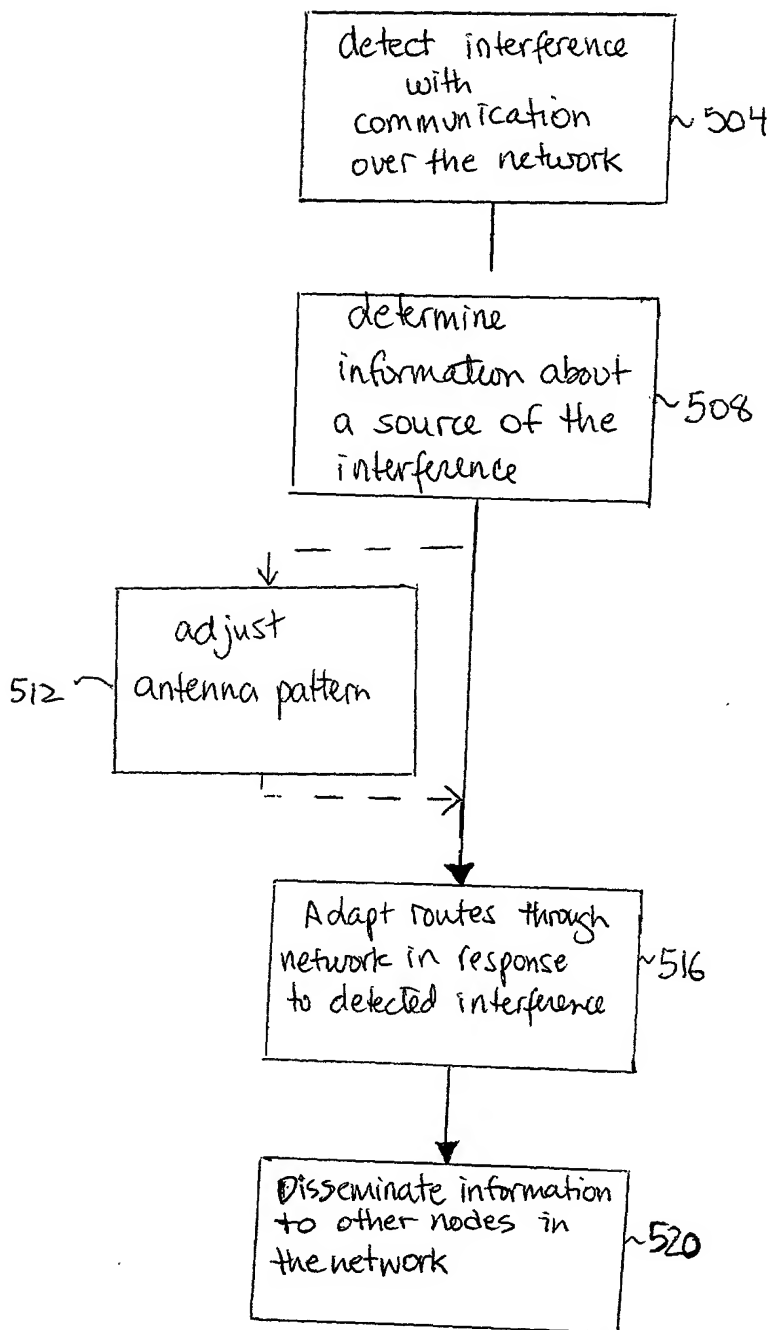 detect interference
with
communication
over the network
504
determine
information about
a source of the
interference
508
adjust
antenna pattern
512
Adapt routes through
network in response
to detected interference
516
Disseminate information
to other nodes in
the network
520